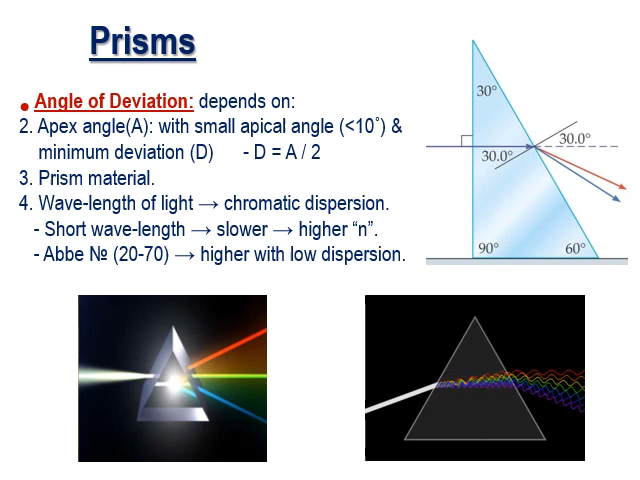 Prisms
• Angle of Deviation: depends on:
2. Apex angle(A): with small apical angle (<10˚) &
minimum deviation (D) - D = A / 2
3. Prism material.
4. Wave-length of light → chromatic dispersion.
- Short wave-length → slower → higher “n”.
- Abbe № (20-70) → higher with low dispersion.
30°
30.0°
30.0°
90°
60°